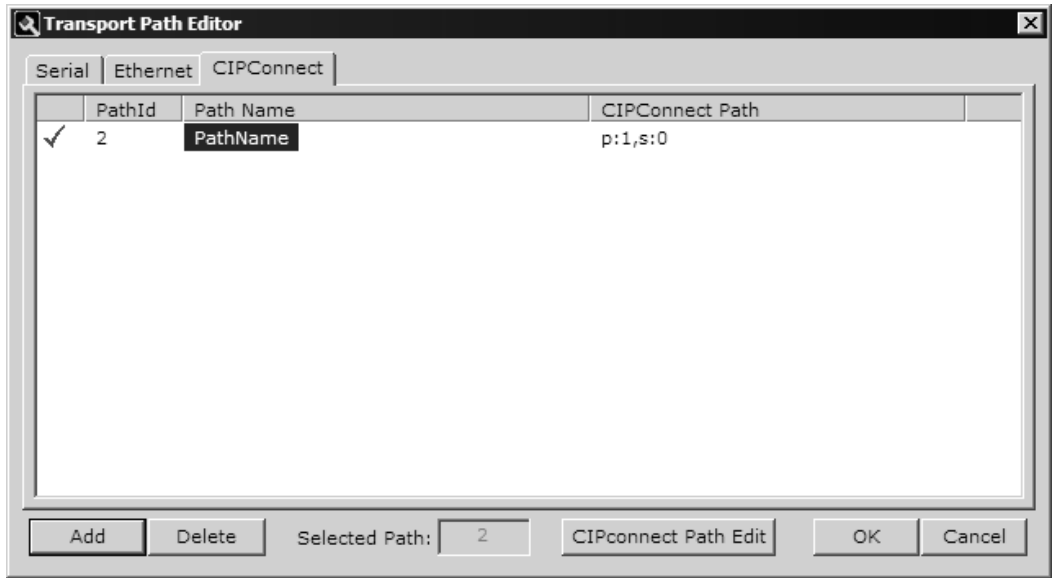 Transport Path Editor
Serial Ethernet CIPConnect
PathId Path Name CIPConnect Path
2 PathName p:1,s:0
Add Delete Selected Path: 2 CIPconnect Path Edit OK Cancel